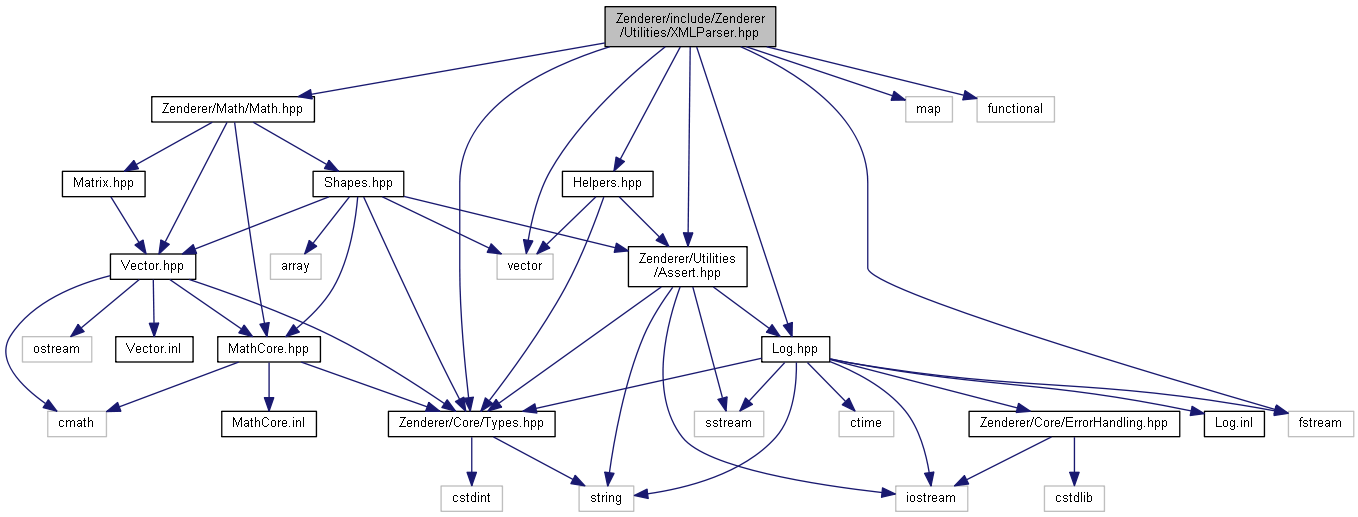 Zenderer/include/Zenderer
/Utilities/XMLParser.hpp
Zenderer/Math/Math.hpp
map
functional
Matrix.hpp
Shapes.hpp
Helpers.hpp
Vector.hpp
array
vector
Zenderer/Utilities
/Assert.hpp
ostream
Vector.inl
MathCore.hpp
Log.hpp
cmath
MathCore.inl
Zenderer/Core/Types.hpp
sstream
ctime
Zenderer/Core/ErrorHandling.hpp
Log.inl
fstream
cstdint
string
iostream
cstdlib